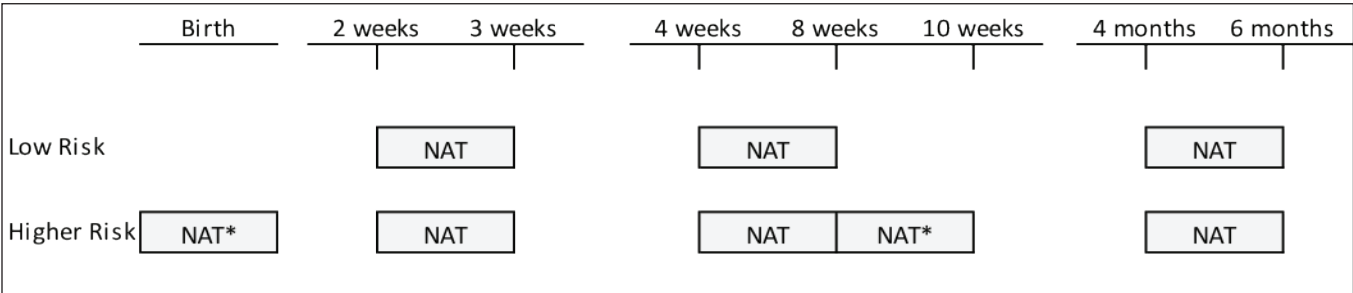 Birth 2 weeks 3 weeks 4 weeks 8 weeks 10 weeks 4 months 6 months
Low Risk NAT NAT NAT
Higher Risk NAT* NAT NAT NAT* NAT